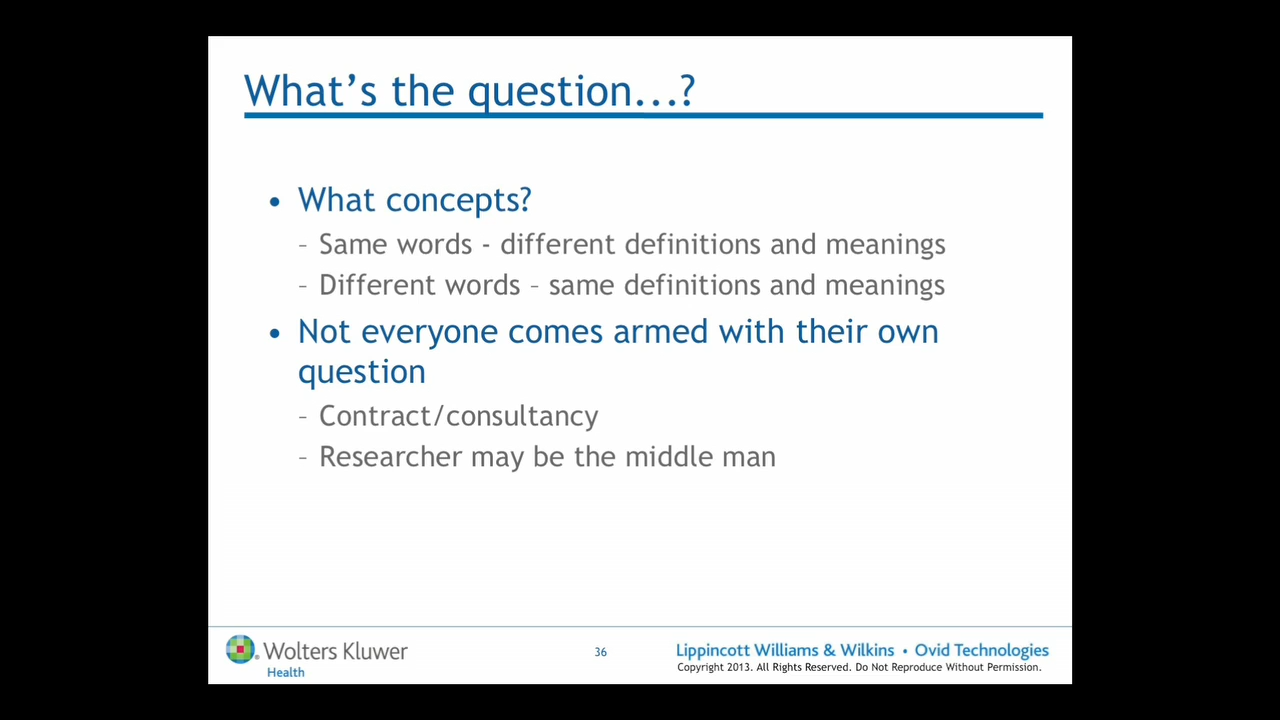 What’s the question...?
• What concepts?
– Same words - different definitions and meanings
– Different words – same definitions and meanings
• Not everyone comes armed with their own
question
– Contract/consultancy
– Researcher may be the middle man
Wolters Kluwer
Health
36
Lippincott Williams & Wilkins • Ovid Technologies
Copyright 2013. All Rights Reserved. Do Not Reproduce Without Permission.